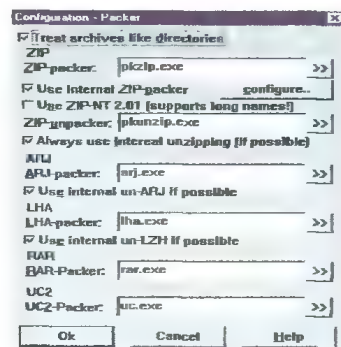 Configuration - Packer
Treat archives like directories
ZIP
ZIP-packer: pkzip.exe >>
Use Internal ZIP-packer configure..
Use ZIP-NT 2.01 (supports long names!)
ZIP-unpacker: pkunzip.exe >>
Always use internal unzipping (if possible)
ARJ
ARJ-packer: arj.exe >>
Use internal un-ARJ if possible
LHA
LHA-packer: lha.exe >>
Use internal un-LZH if possible
RAR
RAR-Packer: rar.exe >>
UC2
UC2-Packer: uc.exe >>
Ok Cancel Help